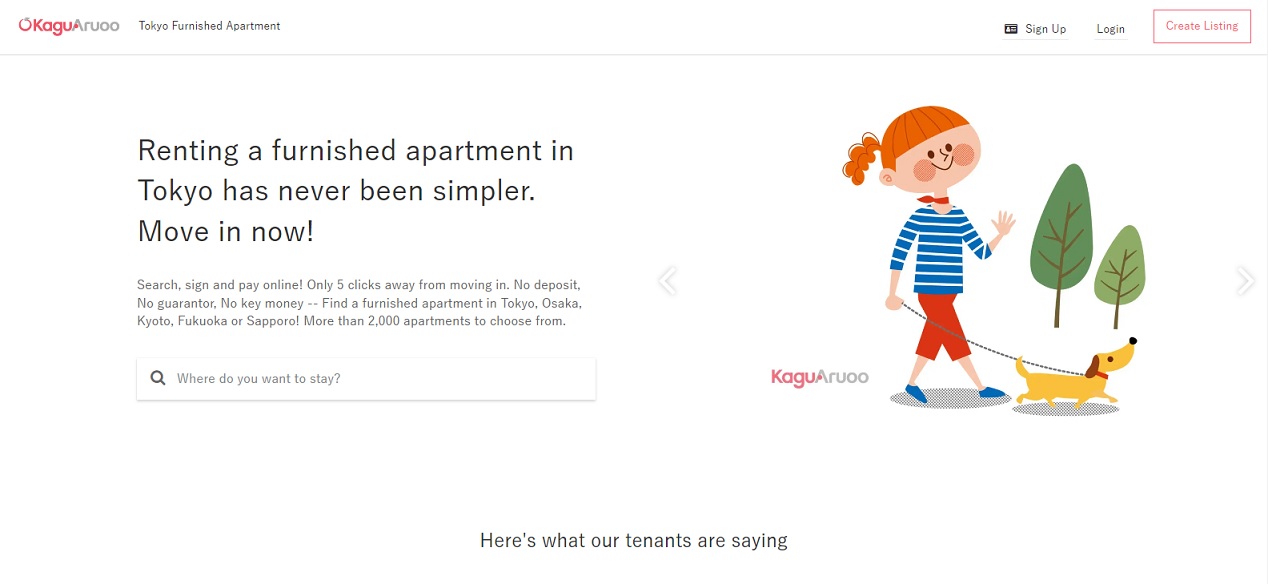 KaguAruoo
Tokyo Furnished Apartment
Sign Up
Login
Create Listing
Renting a furnished apartment in
Tokyo has never been simpler.
Move in now!
Search, sign and pay online! Only 5 clicks away from moving in. No deposit,
No guarantor, No key money -- Find a furnished apartment in Tokyo, Osaka,
Kyoto, Fukuoka or Sapporo! More than 2,000 apartments to choose from.
Where do you want to stay?
KaguAruoo
Here's what our tenants are saying